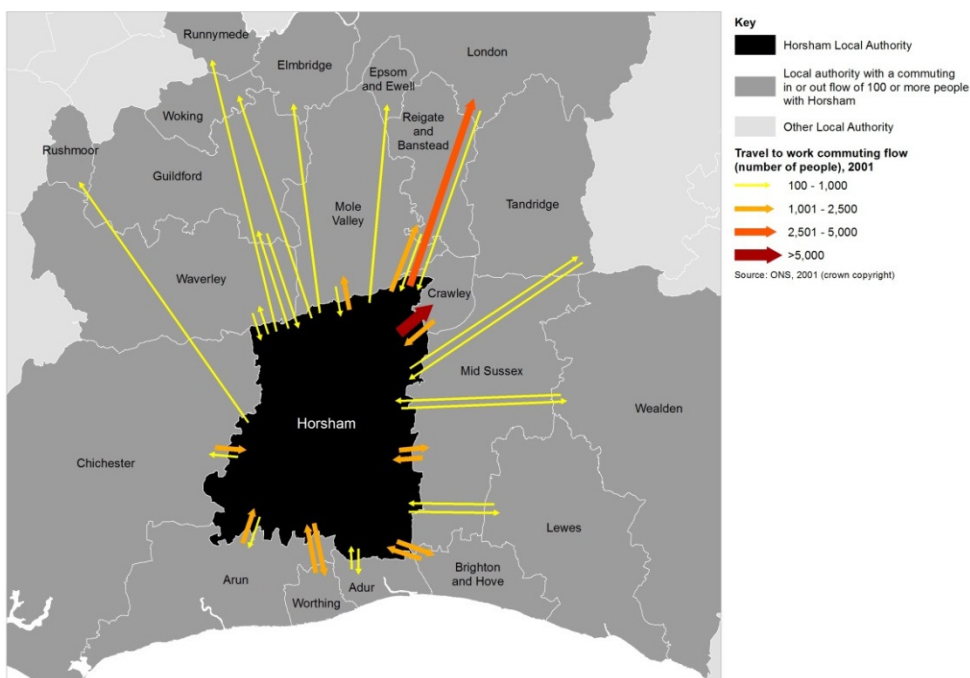 Key
Horsham Local Authority
Local authority with a commuting
in or out flow of 100 or more people
with Horsham
Other Local Authority
Travel to work commuting flow
(number of people), 2001
100 - 1,000
1,001 - 2,500
2,501 - 5,000
>5,000
Source: ONS, 2001 (crown copyright)
Runnymede
London
Elmbridge
Epsom
and Ewell
Woking
Reigate
and
Banstead
Rushmoor
Guildford
Mole
Valley
Tandridge
Waverley
Crawley
Mid Sussex
Wealden
Horsham
Chichester
Lewes
Arun
Worthing
Adur
Brighton
and Hove